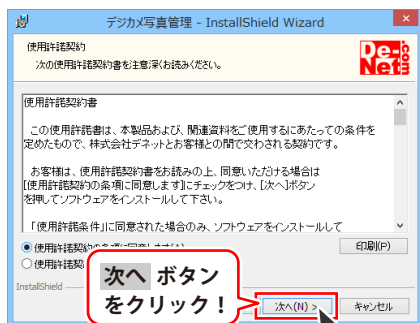 デジカメ写真管理 - InstallShield Wizard
使用許諾契約
次の使用許諾契約書を注意深くお読みください。
De-Net.com
使用許諾契約書
この使用許諾書は、本製品および、関連資料をご使用するにあたっての条件を
定めたもので、株式会社デネットとお客様との間で交わされる契約です。
お客様は、使用許諾契約書をお読みの上、同意いただける場合は
[使用許諾契約の条項に同意します]にチェックをつけ、[次へ]ボタン
を押してソフトウェアをインストールして下さい。
「使用許諾条件」に同意された場合のみ、ソフトウェアをインストールして
使用許諾契約の条項に同意します(A)
印刷(P)
使用許諾契
InstallShield
次へ ボタン
をクリック!
次へ(N) >
キャンセル